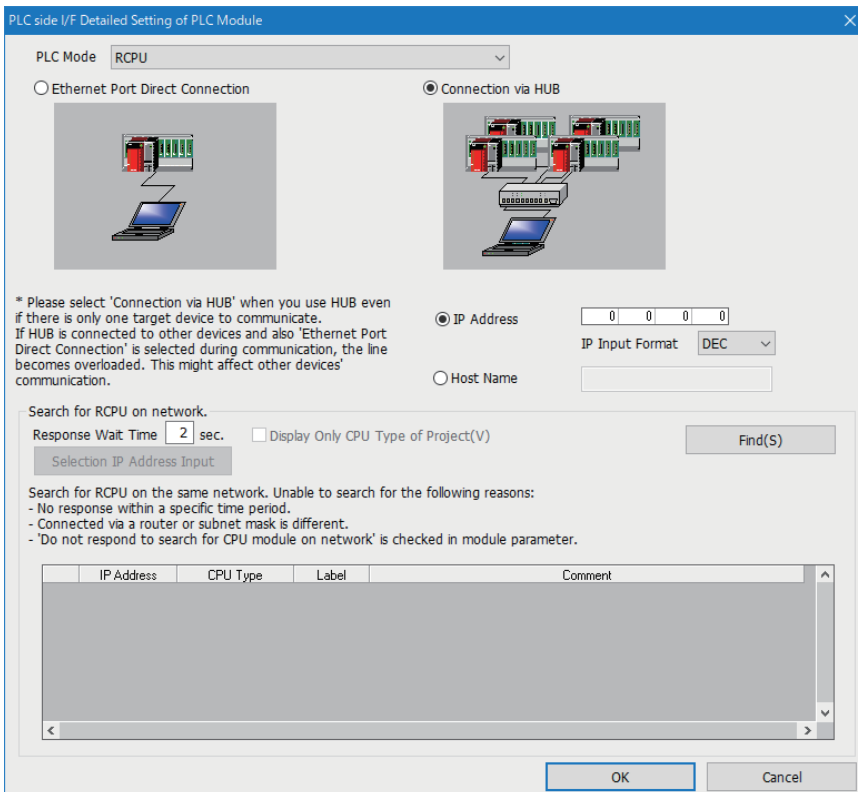 PLC side I/F Detailed Setting of PLC Module
PLC Mode RCPU
Ethernet Port Direct Connection
Connection via HUB
* Please select 'Connection via HUB' when you use HUB even
if there is only one target device to communicate.
If HUB is connected to other devices and also 'Ethernet Port
Direct Connection' is selected during communication, the line
becomes overloaded. This might affect other devices'
communication.
IP Address 0 0 0 0
IP Input Format DEC
Host Name
Search for RCPU on network.
Response Wait Time 2 sec. Display Only CPU Type of Project(V) Find(S)
Selection IP Address Input
Search for RCPU on the same network. Unable to search for the following reasons:
- No response within a specific time period.
- Connected via a router or subnet mask is different.
- 'Do not respond to search for CPU module on network' is checked in module parameter.
IP Address CPU Type Label Comment
OK Cancel